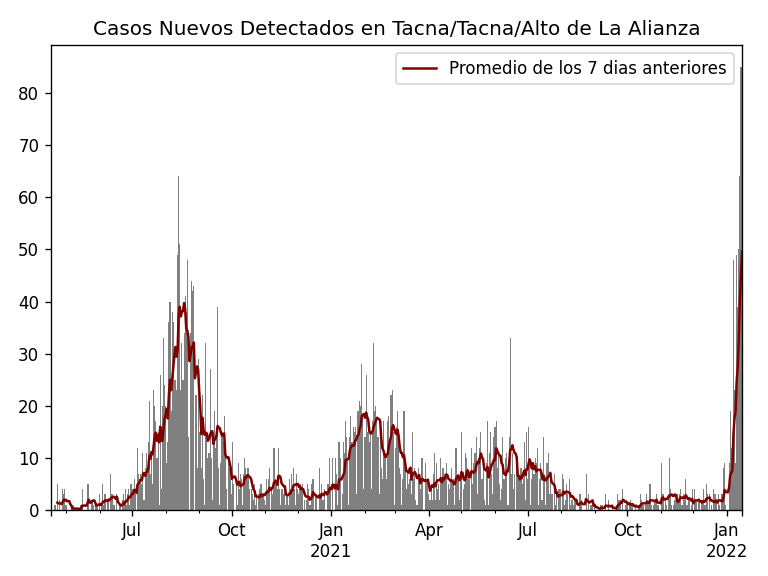 Casos Nuevos Detectados en Tacna/Tacna/Alto de La Alianza
Promedio de los 7 dias anteriores
80
70
60
50
40
30
20
10
0
Jul
Oct
Jan
2021
Apr
Jul
Oct
Jan
2022